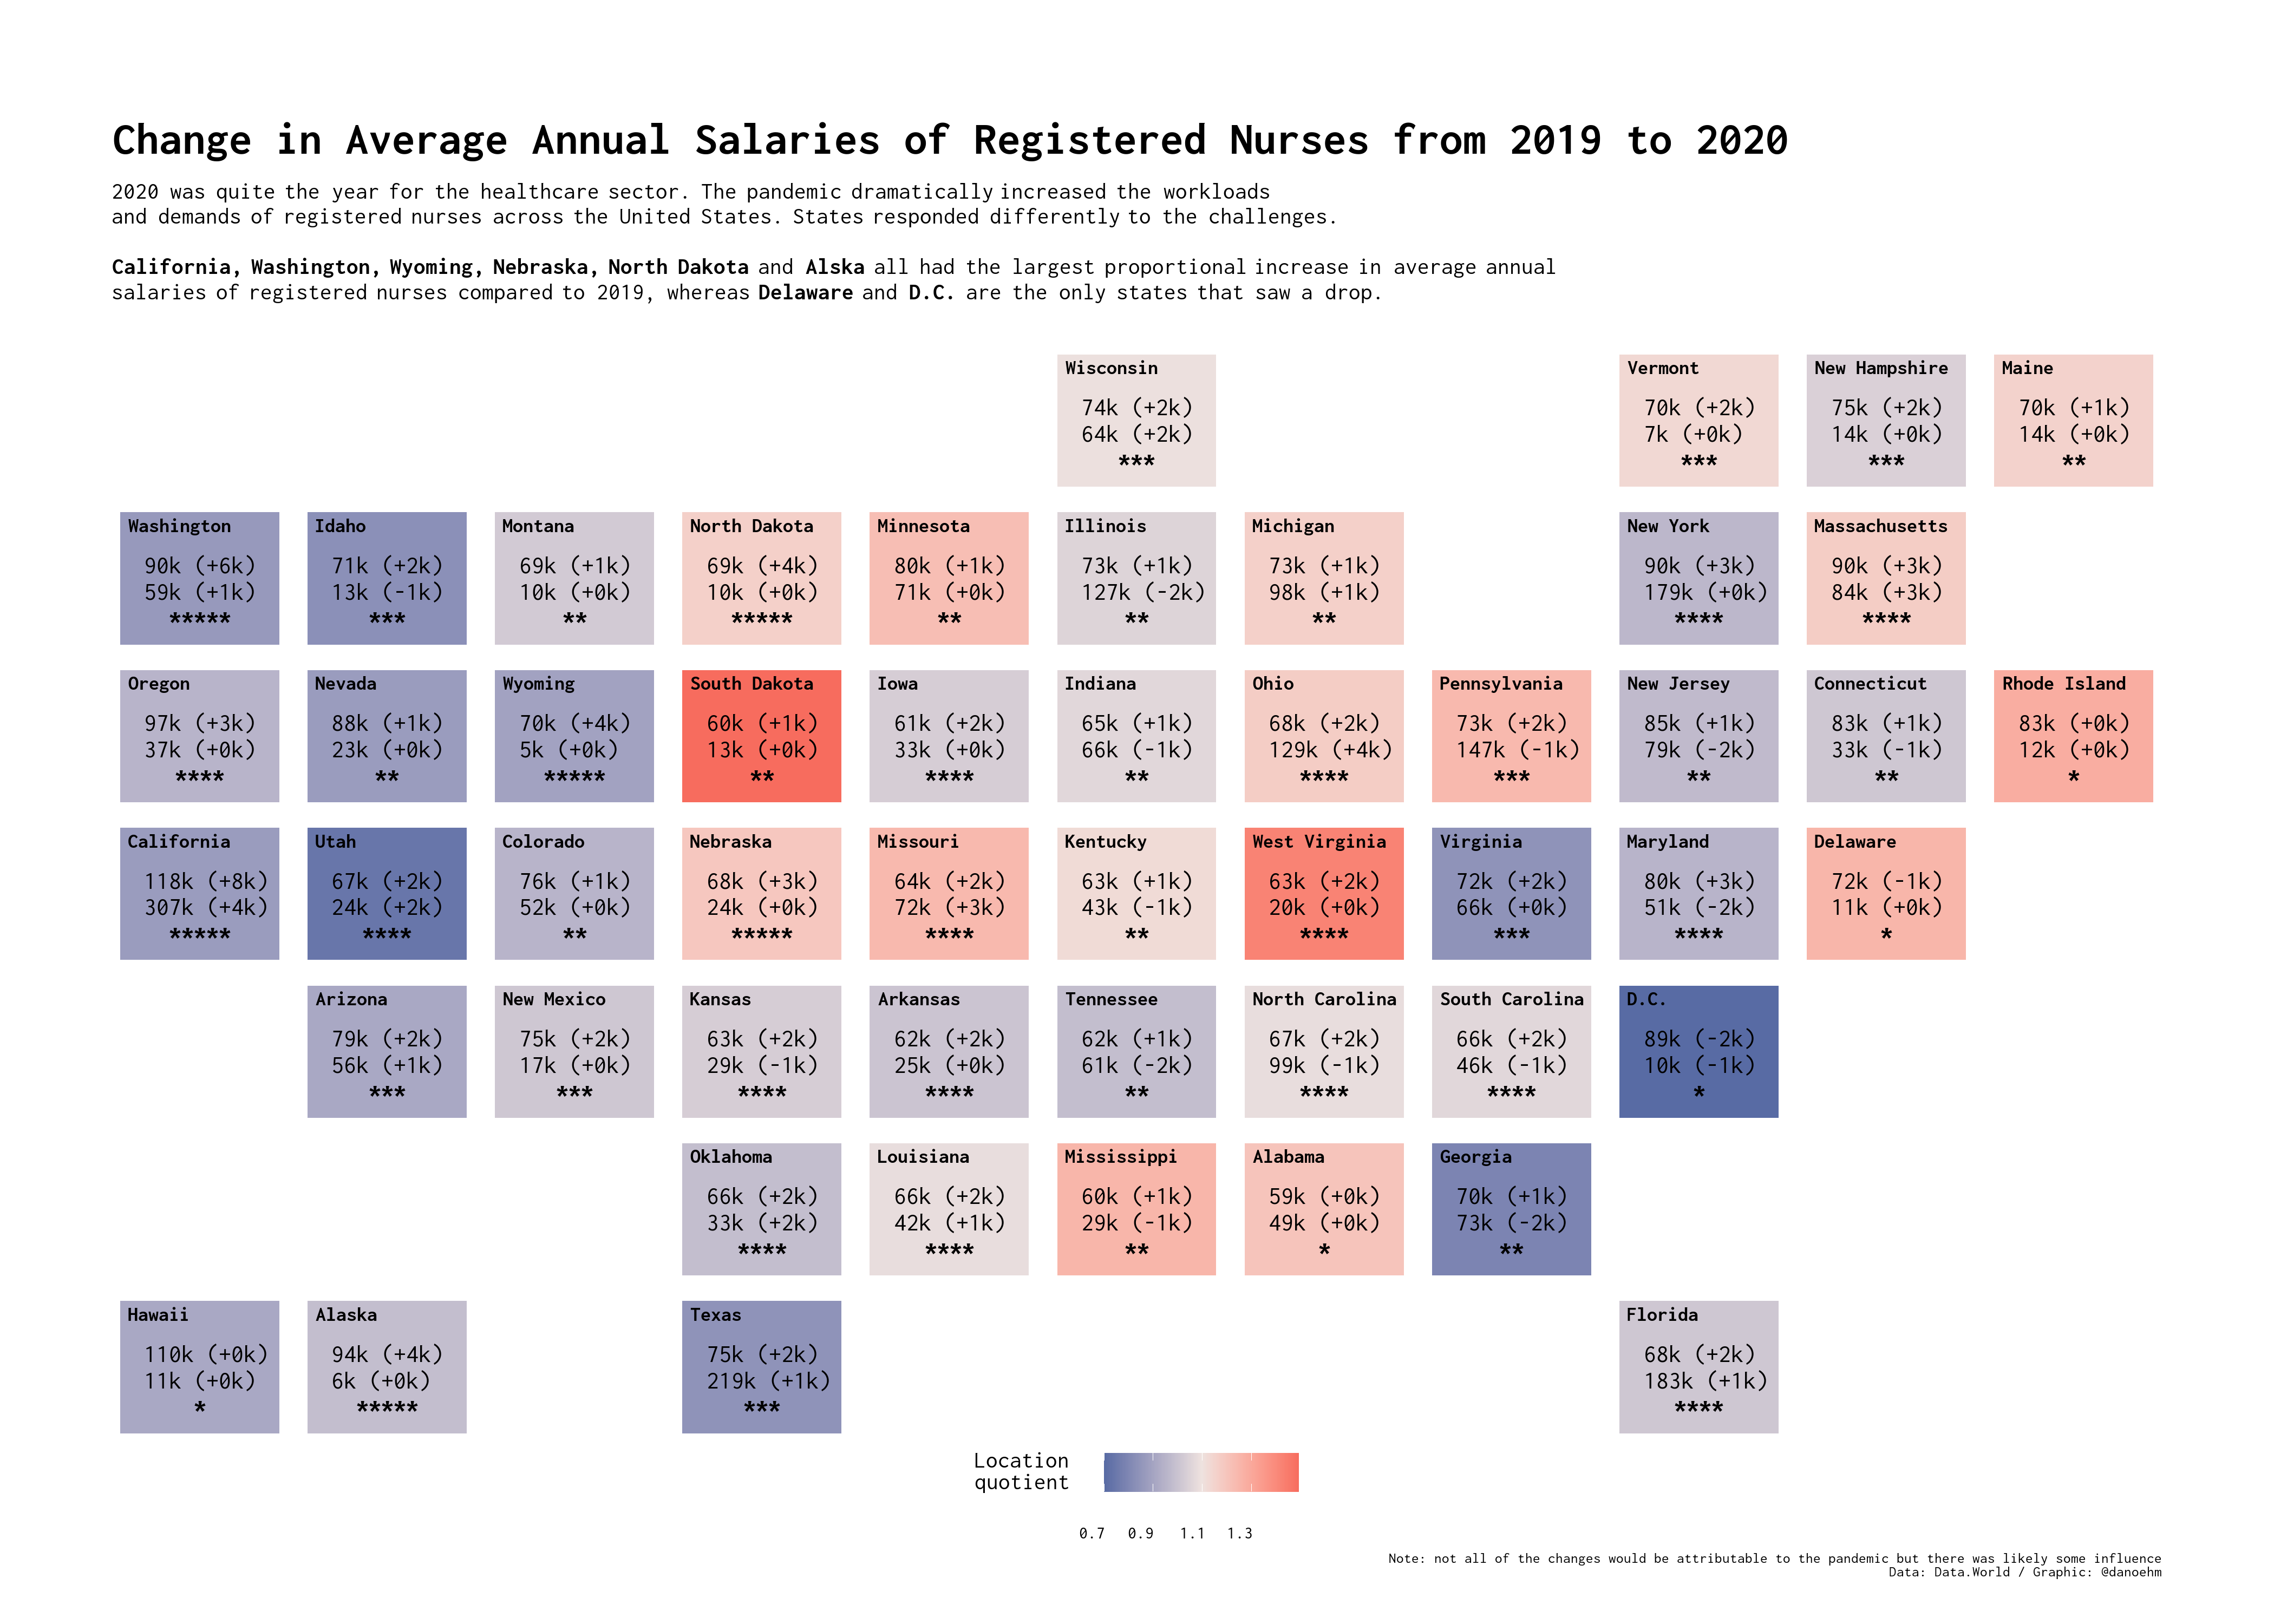 Change in Average Annual Salaries of Registered Nurses from 2019 to 2020
2020 was quite the year for the healthcare sector. The pandemic dramatically increased the workloads
and demands of registered nurses across the United States. States responded differently to the challenges.
California, Washington, Wyoming, Nebraska, North Dakota and Alska all had the largest proportional increase in average annual
salaries of registered nurses compared to 2019, whereas Delaware and D.C. are the only states that saw a drop.
Wisconsin
74k (+2k)
64k (+2k)
***
Vermont
70k (+2k)
7k (+0k)
***
New Hampshire
75k (+2k)
14k (+0k)
***
Maine
70k (+1k)
14k (+0k)
**
Washington
90k (+6k)
59k (+1k)
*****
Idaho
71k (+2k)
13k (-1k)
***
Montana
69k (+1k)
10k (+0k)
**
North Dakota
69k (+4k)
10k (+0k)
*****
Minnesota
80k (+1k)
71k (+0k)
**
Illinois
73k (+1k)
127k (-2k)
**
Michigan
73k (+1k)
98k (+1k)
**
New York
90k (+3k)
179k (+0k)
****
Massachusetts
90k (+3k)
84k (+3k)
****
Oregon
97k (+3k)
37k (+0k)
****
Nevada
88k (+1k)
23k (+0k)
**
Wyoming
70k (+4k)
5k (+0k)
*****
South Dakota
60k (+1k)
13k (+0k)
**
Iowa
61k (+2k)
33k (+0k)
****
Indiana
65k (+1k)
66k (-1k)
**
Ohio
68k (+2k)
129k (+4k)
****
Pennsylvania
73k (+2k)
147k (-1k)
***
New Jersey
85k (+1k)
79k (-2k)
**
Connecticut
83k (+1k)
33k (-1k)
**
Rhode Island
83k (+0k)
12k (+0k)
*
California
118k (+8k)
307k (+4k)
*****
Utah
67k (+2k)
24k (+2k)
****
Colorado
76k (+1k)
52k (+0k)
**
Nebraska
68k (+3k)
24k (+0k)
*****
Missouri
64k (+2k)
72k (+3k)
****
Kentucky
63k (+1k)
43k (-1k)
**
West Virginia
63k (+2k)
20k (+0k)
****
Virginia
72k (+2k)
66k (+0k)
***
Maryland
80k (+3k)
51k (-2k)
****
Delaware
72k (-1k)
11k (+0k)
*
Arizona
79k (+2k)
56k (+1k)
***
New Mexico
75k (+2k)
17k (+0k)
***
Kansas
63k (+2k)
29k (-1k)
****
Arkansas
62k (+2k)
25k (+0k)
****
Tennessee
62k (+1k)
61k (-2k)
**
North Carolina
67k (+2k)
99k (-1k)
****
South Carolina
66k (+2k)
46k (-1k)
****
D.C.
89k (-2k)
10k (-1k)
*
Oklahoma
66k (+2k)
33k (+2k)
****
Louisiana
66k (+2k)
42k (+1k)
****
Mississippi
60k (+1k)
29k (-1k)
**
Alabama
59k (+0k)
49k (+0k)
*
Georgia
70k (+1k)
73k (-2k)
**
Hawaii
110k (+0k)
11k (+0k)
*
Alaska
94k (+4k)
6k (+0k)
*****
Texas
75k (+2k)
219k (+1k)
***
Florida
68k (+2k)
183k (+1k)
****
Location
quotient
0.7 0.9 1.1 1.3
Note: not all of the changes would be attributable to the pandemic but there was likely some influence
Data: Data.World / Graphic: @danoehm